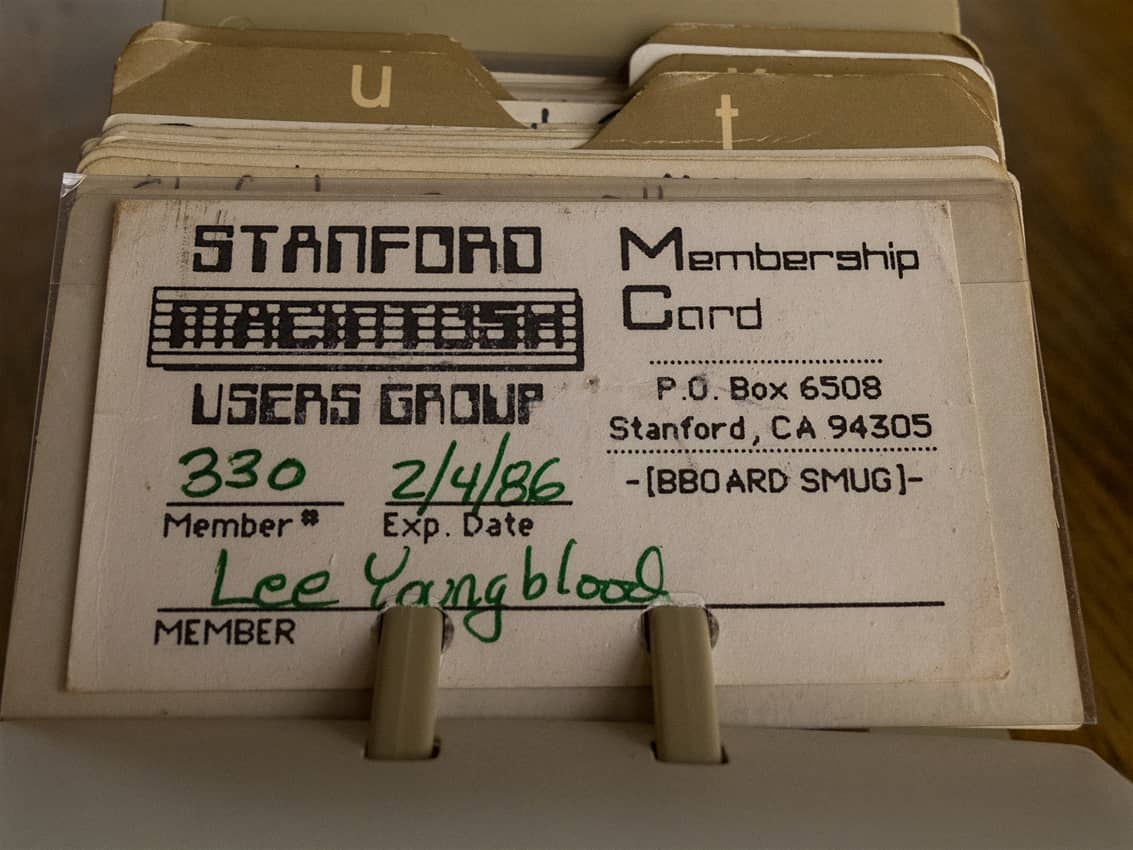 u
t
STANFORD
MACINTOSH
USERS GROUP
Membership
Card
P.O. Box 6508
Stanford, CA 94305
-[BBOARD SMUG]-
330
2/4/86
Member #
Exp. Date
Lee Youngblood
MEMBER